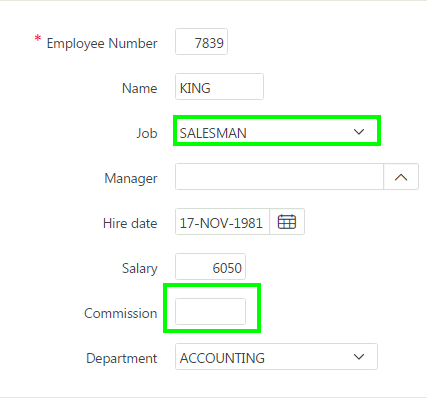 * Employee Number 7839
Name KING
Job SALESMAN
Manager
Hire date 17-NOV-1981
Salary 6050
Commission
Department ACCOUNTING